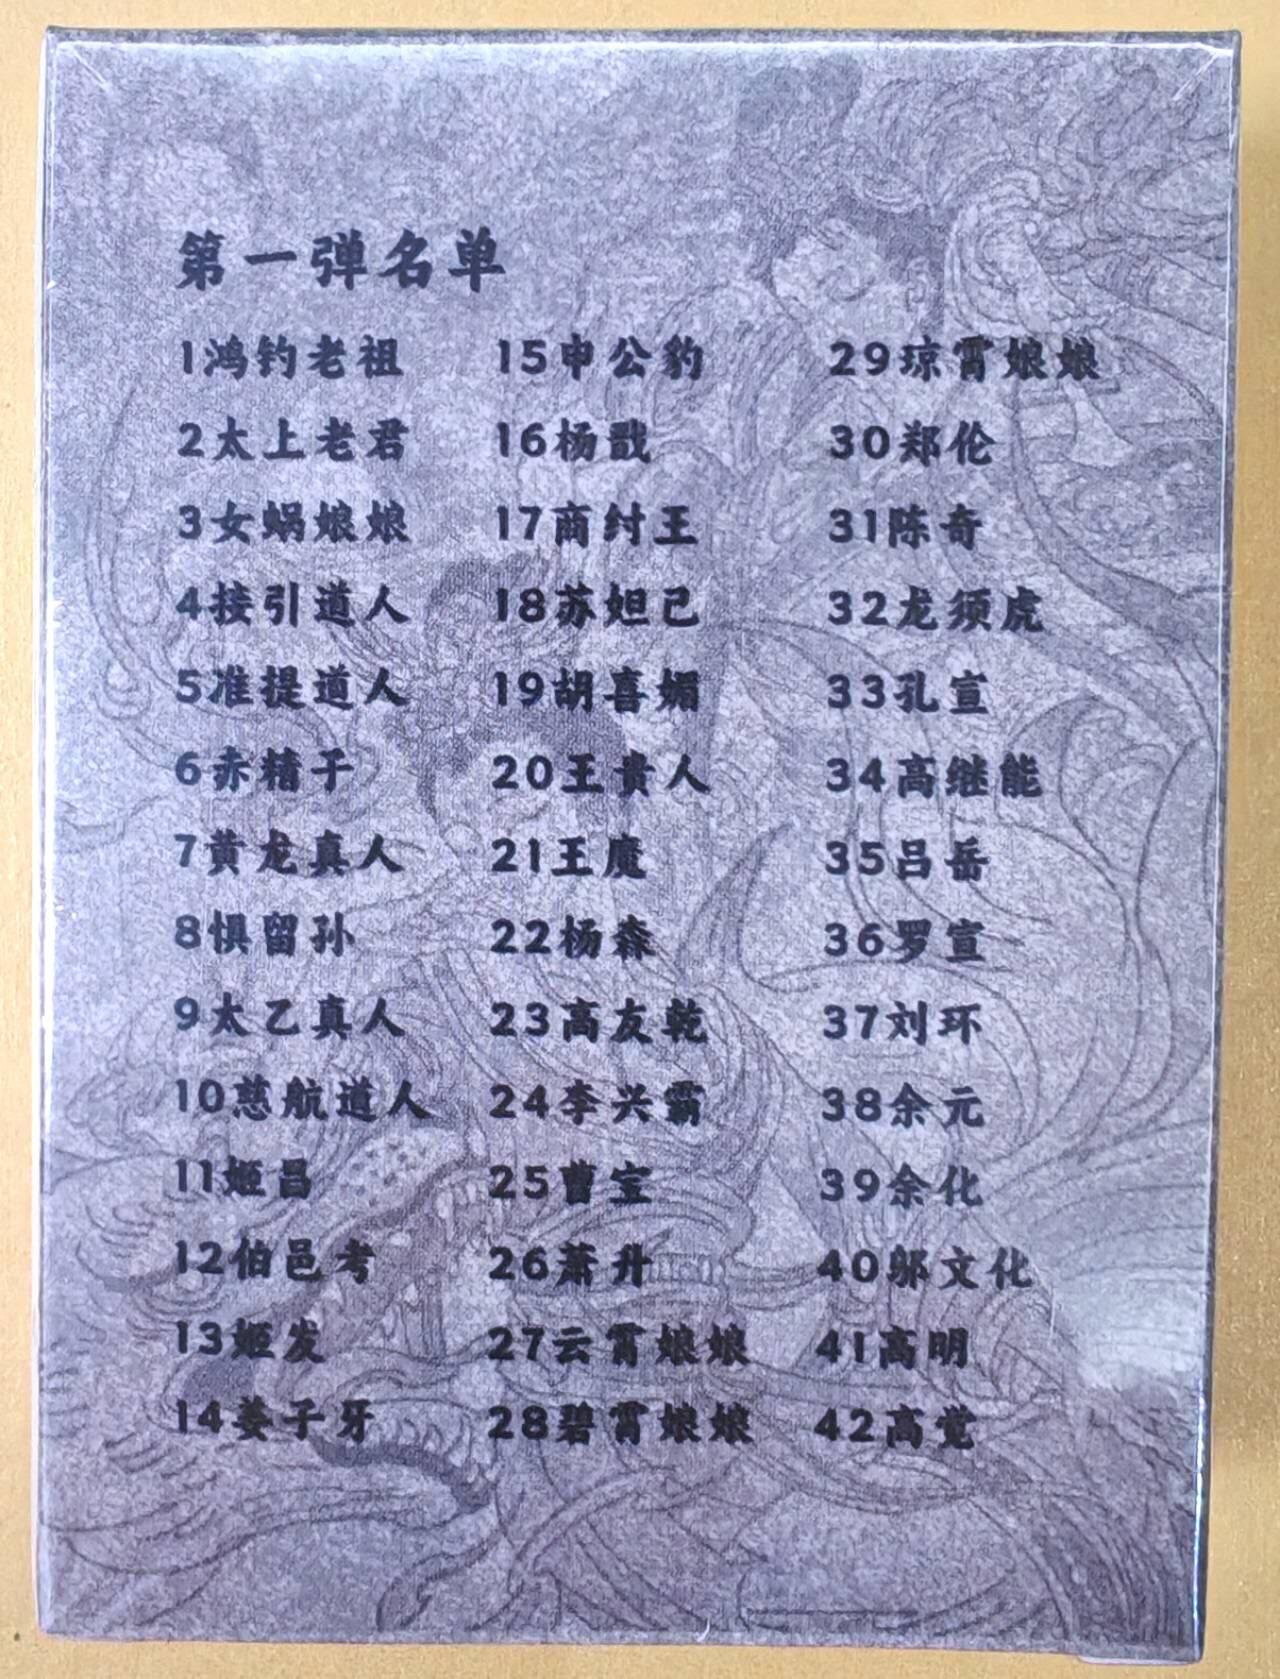 第一弹名单
1鸿钓老祖
2太上老君
3女蜗娘娘
4接引道人
5准提道人
6赤精子
7黄龙真人
8惧留孙
9太乙真人
10慈航道人
11姬昌
12伯邑考
13姬发
14姜子牙
15申公豹
16杨戬
17商纣王
18苏妲己
19胡喜媚
20王贵人
21王魔
22杨森
23高友乾
24李兴霸
25曹宝
26萧升
27云霄娘娘
28碧霄娘娘
29琼霄娘娘
30郑伦
31陈奇
32龙须虎
33孔宣
34高继能
35吕岳
36罗宣
37刘环
38余元
39余化
40邬文化
41高明
42高觉